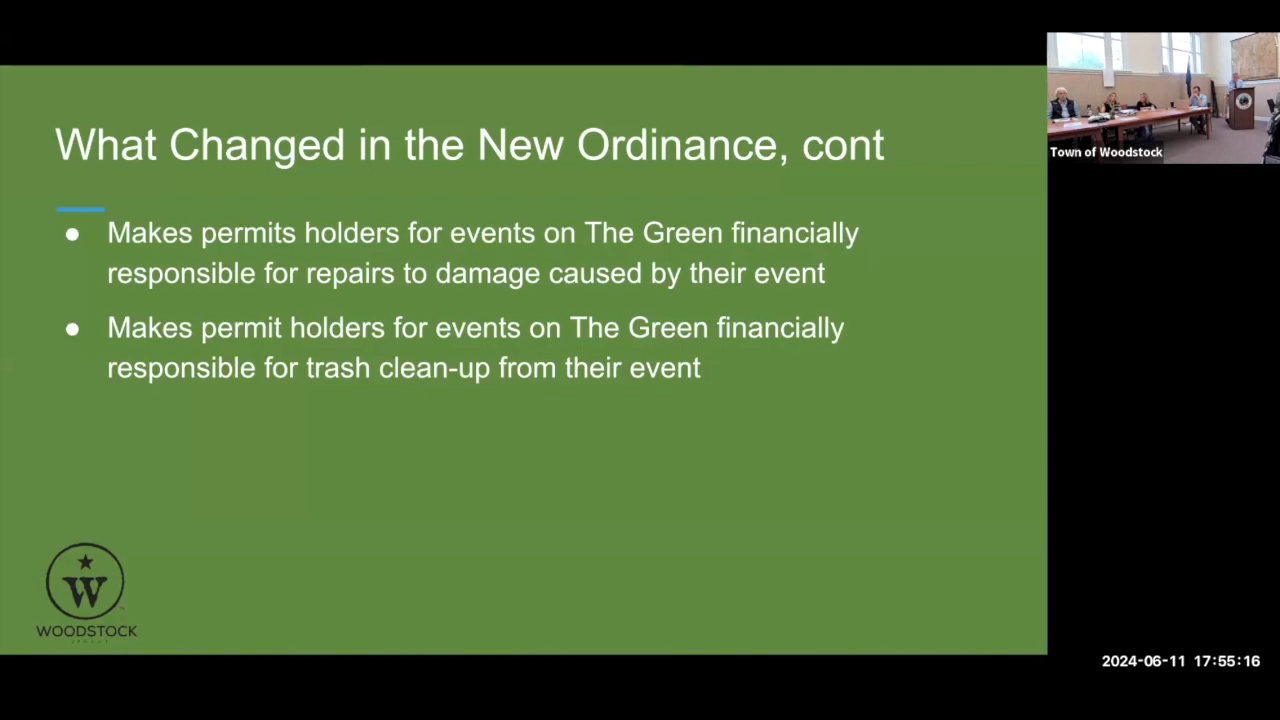 What Changed in the New Ordinance, cont
● Makes permits holders for events on The Green financially
responsible for repairs to damage caused by their event
● Makes permit holders for events on The Green financially
responsible for trash clean-up from their event
W
WOODSTOCK
Town of Woodstock
2024-06-11 17:55:16